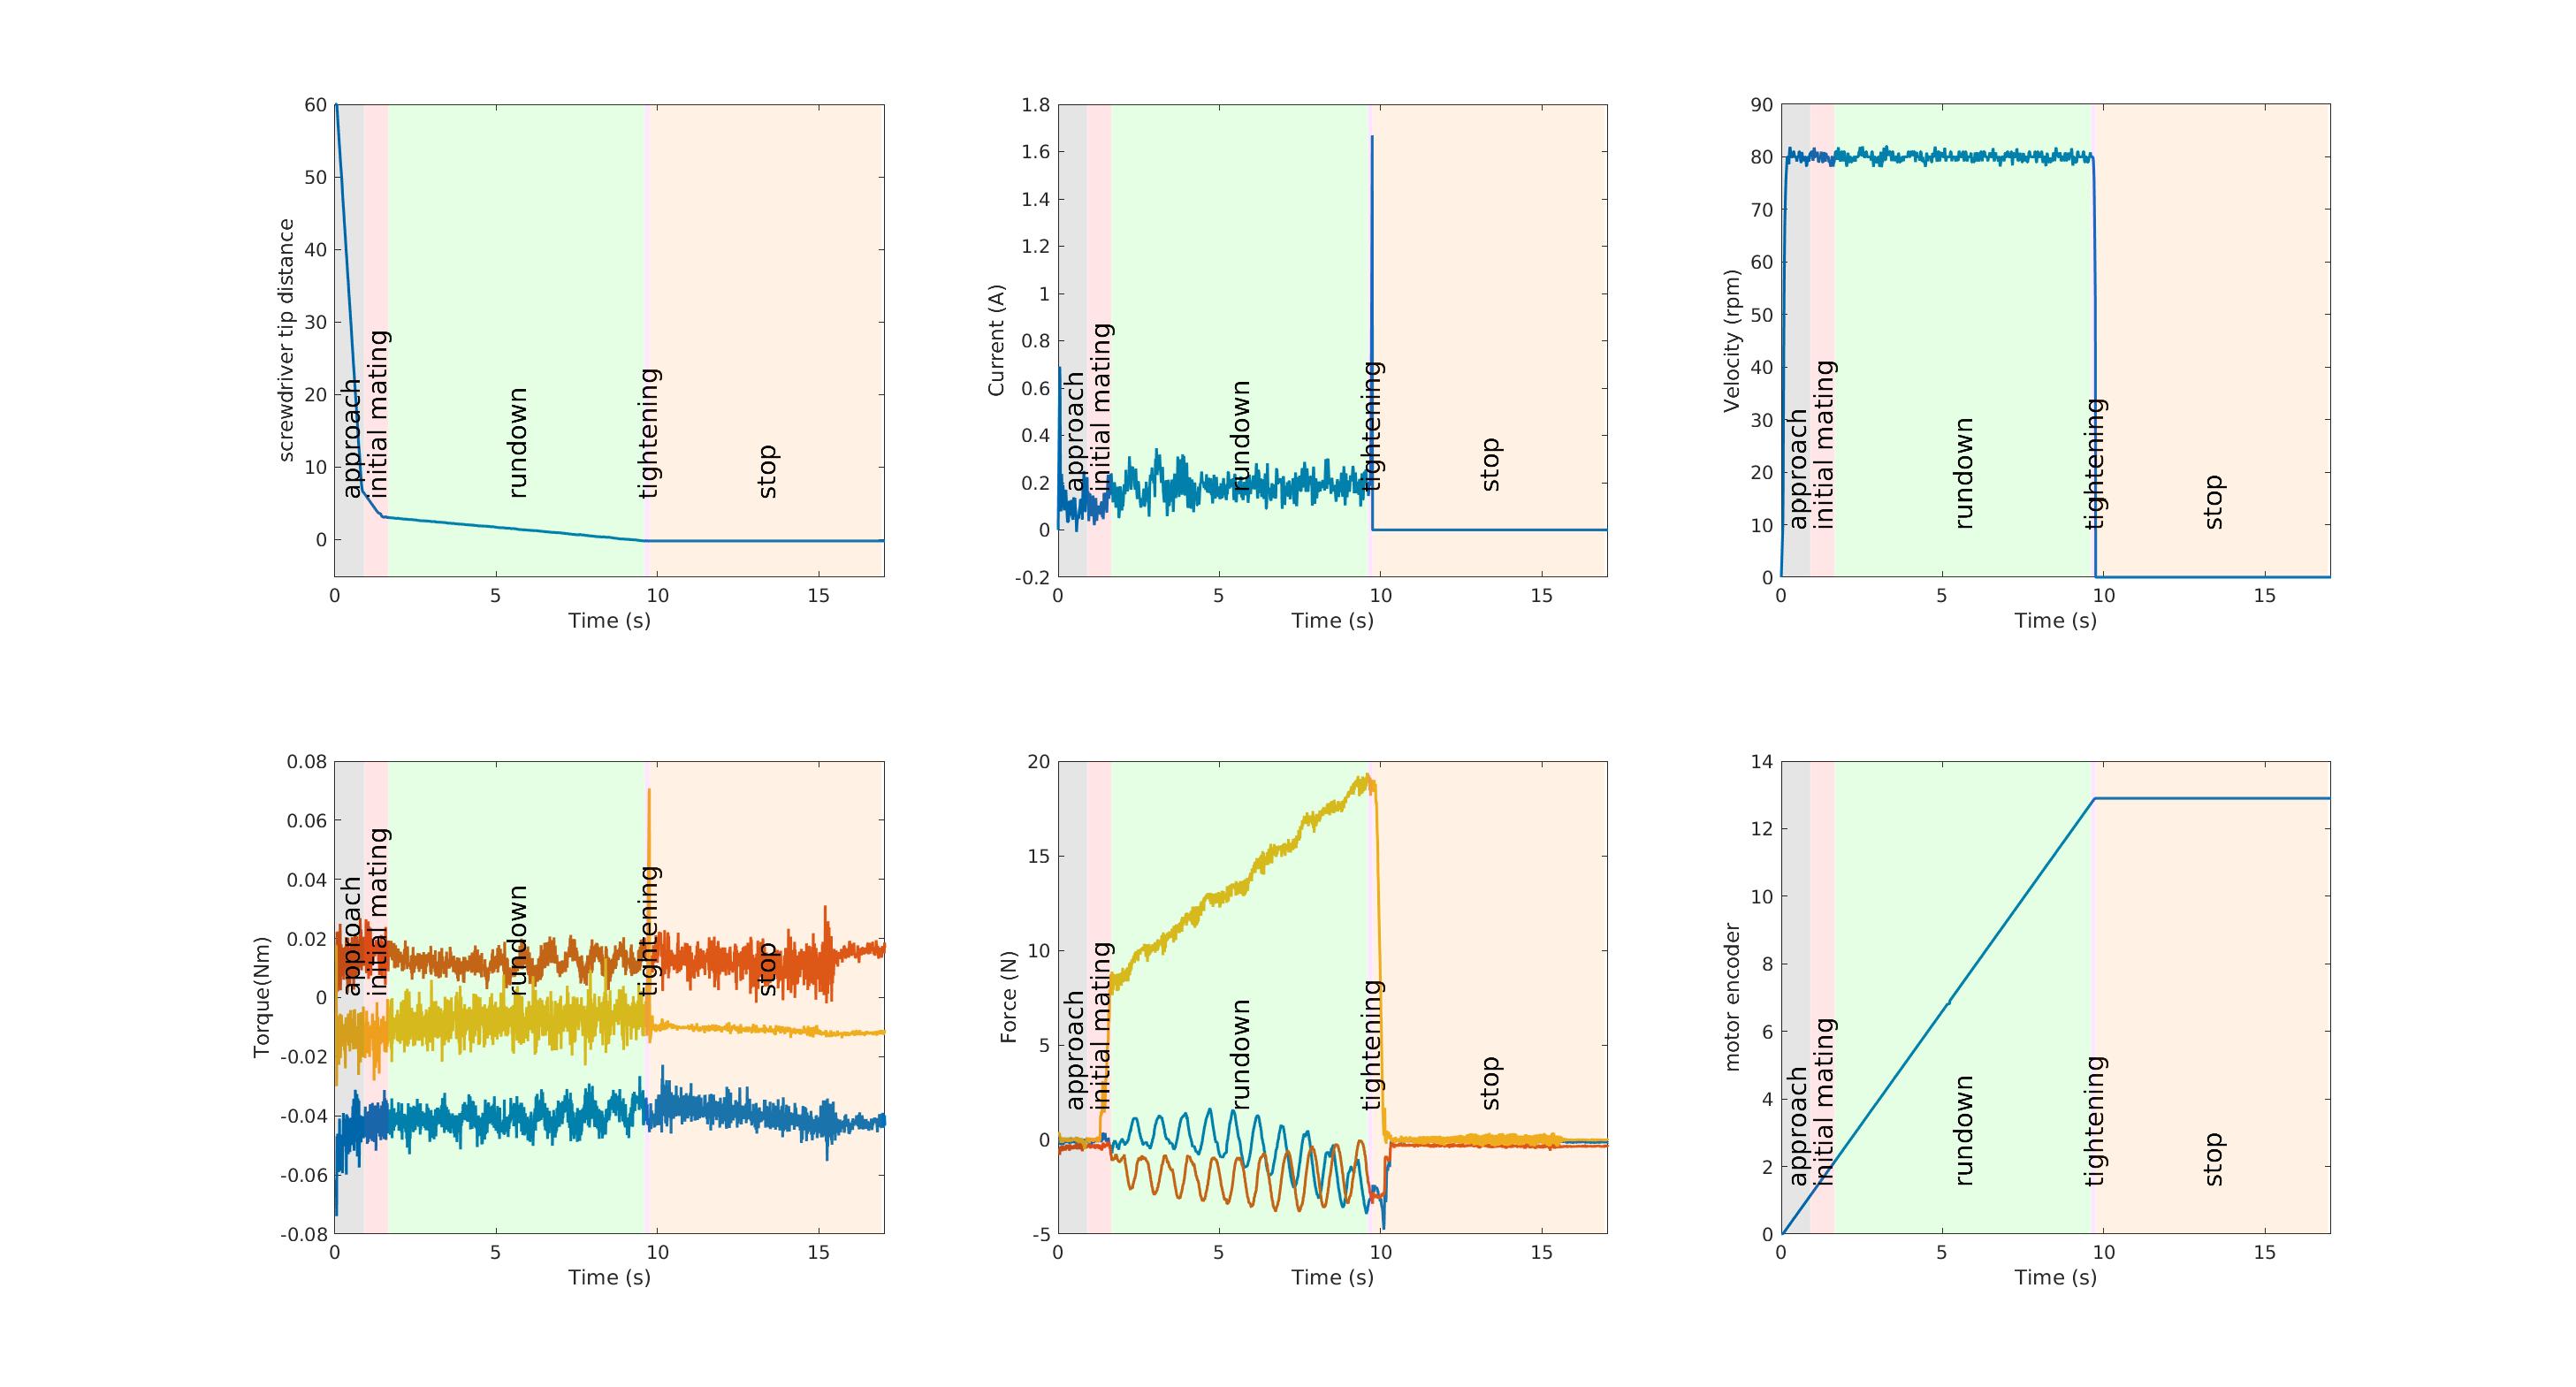 60
50
40
30
20
10
0
screwdriver tip distance
approach
initial mating
rundown
tightening
stop
0 5 10 15
Time (s)
1.8
1.6
1.4
1.2
1
0.8
0.6
0.4
0.2
0
-0.2
Current (A)
approach
initial mating
rundown
tightening
stop
0 5 10 15
Time (s)
90
80
70
60
50
40
30
20
10
0
Velocity (rpm)
approach
initial mating
rundown
tightening
stop
0 5 10 15
Time (s)
0.08
0.06
0.04
0.02
0
-0.02
-0.04
-0.06
-0.08
Torque(Nm)
approach
initial mating
rundown
tightening
stop
0 5 10 15
Time (s)
20
15
10
5
0
-5
Force (N)
approach
initial mating
rundown
tightening
stop
0 5 10 15
Time (s)
14
12
10
8
6
4
2
0
motor encoder
approach
initial mating
rundown
tightening
stop
0 5 10 15
Time (s)